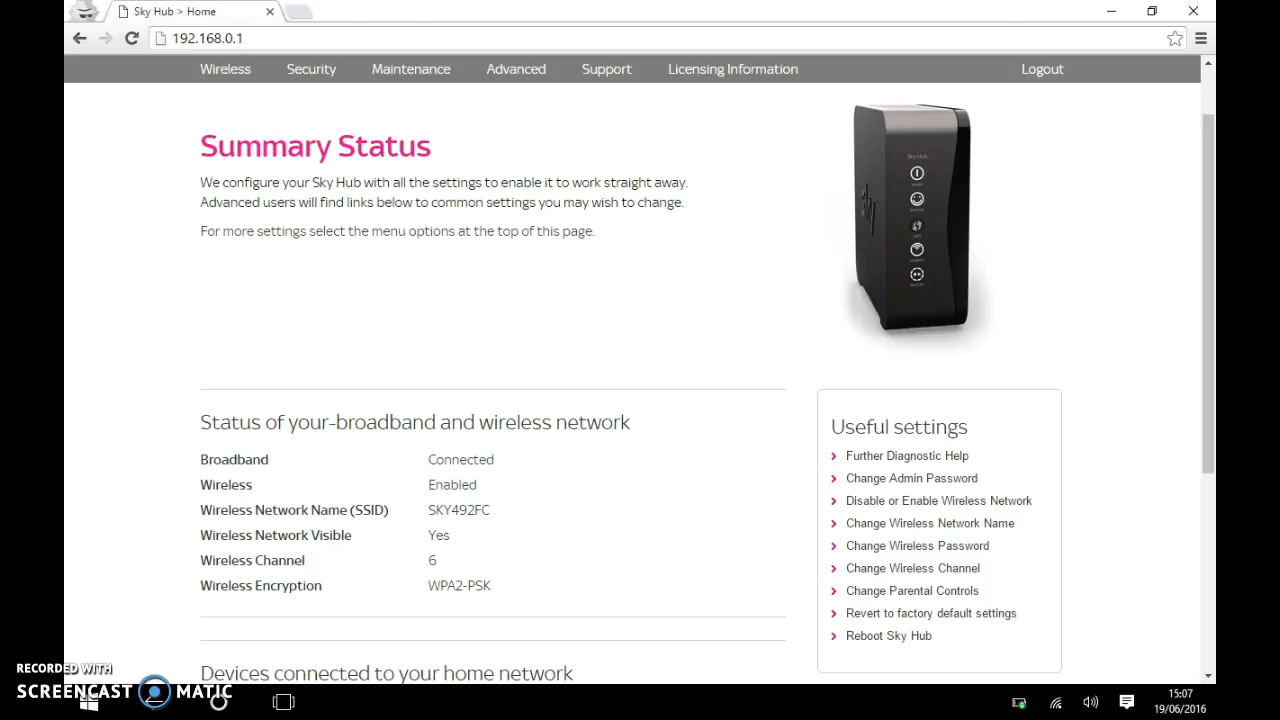 Sky Hub > Home
192.168.0.1
Wireless Security Maintenance Advanced Support Licensing Information Logout
Summary Status
We configure your Sky Hub with all the settings to enable it to work straight away.
Advanced users will find links below to common settings you may wish to change.
For more settings select the menu options at the top of this page.
Sky Hub
sky
Status of your-broadband and wireless network
Broadband Connected
Wireless Enabled
Wireless Network Name (SSID) SKY492FC
Wireless Network Visible Yes
Wireless Channel 6
Wireless Encryption WPA2-PSK
Useful settings
Further Diagnostic Help
Change Admin Password
Disable or Enable Wireless Network
Change Wireless Network Name
Change Wireless Password
Change Wireless Channel
Change Parental Controls
Revert to factory default settings
Reboot Sky Hub
Devices connected to your home network
RECORDED WITH
SCREENCAST MATIC
15:07
19/06/2016